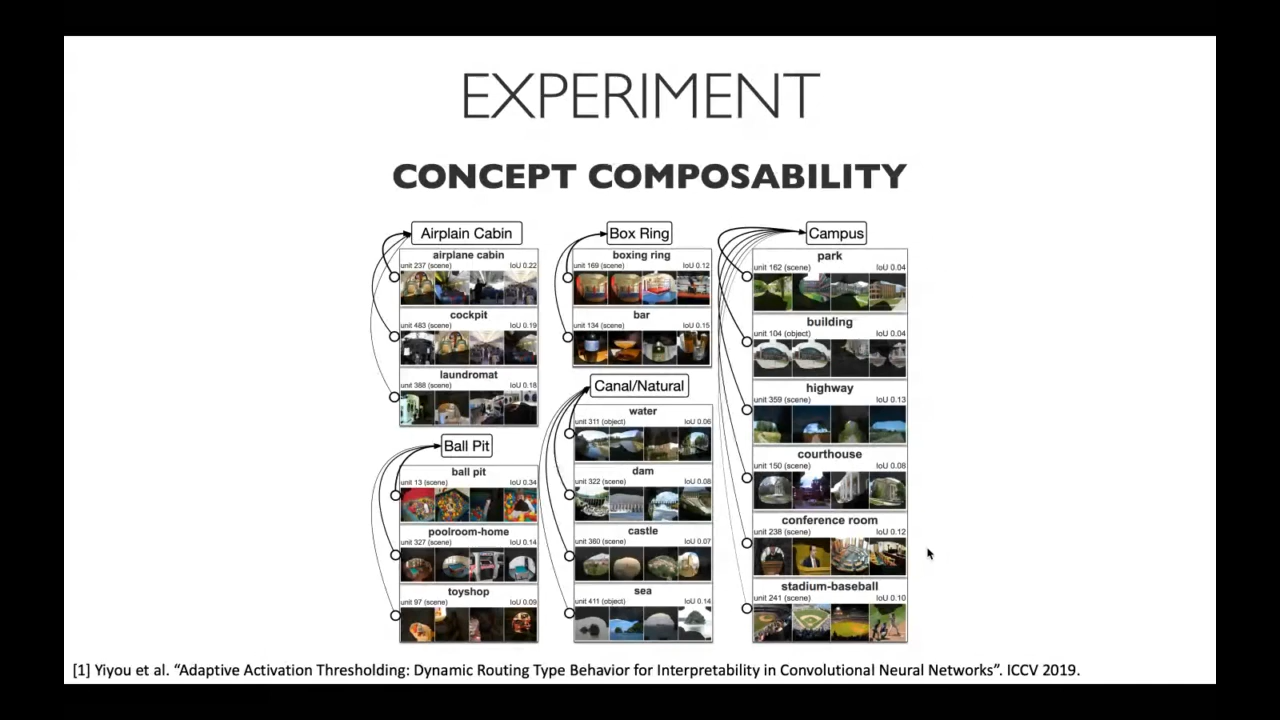 EXPERIMENT
CONCEPT COMPOSABILITY
Airplain Cabin
airplane cabin
unit 237 (scene) IoU 0.22
cockpit
unit 483 (scene) IoU 0.19
laundromat
unit 388 (scene) IoU 0.18
Ball Pit
ball pit
unit 13 (scene) IoU 0.34
poolroom-home
unit 327 (scene) IoU 0.14
toyshop
unit 97 (scene) IoU 0.09
Box Ring
boxing ring
unit 169 (scene) IoU 0.12
bar
unit 134 (scene) IoU 0.15
Canal/Natural
water
unit 311 (object) IoU 0.06
dam
unit 322 (scene) IoU 0.08
castle
unit 360 (scene) IoU 0.07
sea
unit 411 (object) IoU 0.14
Campus
park
unit 162 (scene) IoU 0.04
building
unit 104 (object) IoU 0.04
highway
unit 359 (scene) IoU 0.13
courthouse
unit 150 (scene) IoU 0.08
conference room
unit 238 (scene) IoU 0.12
stadium-baseball
unit 241 (scene) IoU 0.10
[1] Yiyou et al. “Adaptive Activation Thresholding: Dynamic Routing Type Behavior for Interpretability in Convolutional Neural Networks”. ICCV 2019.